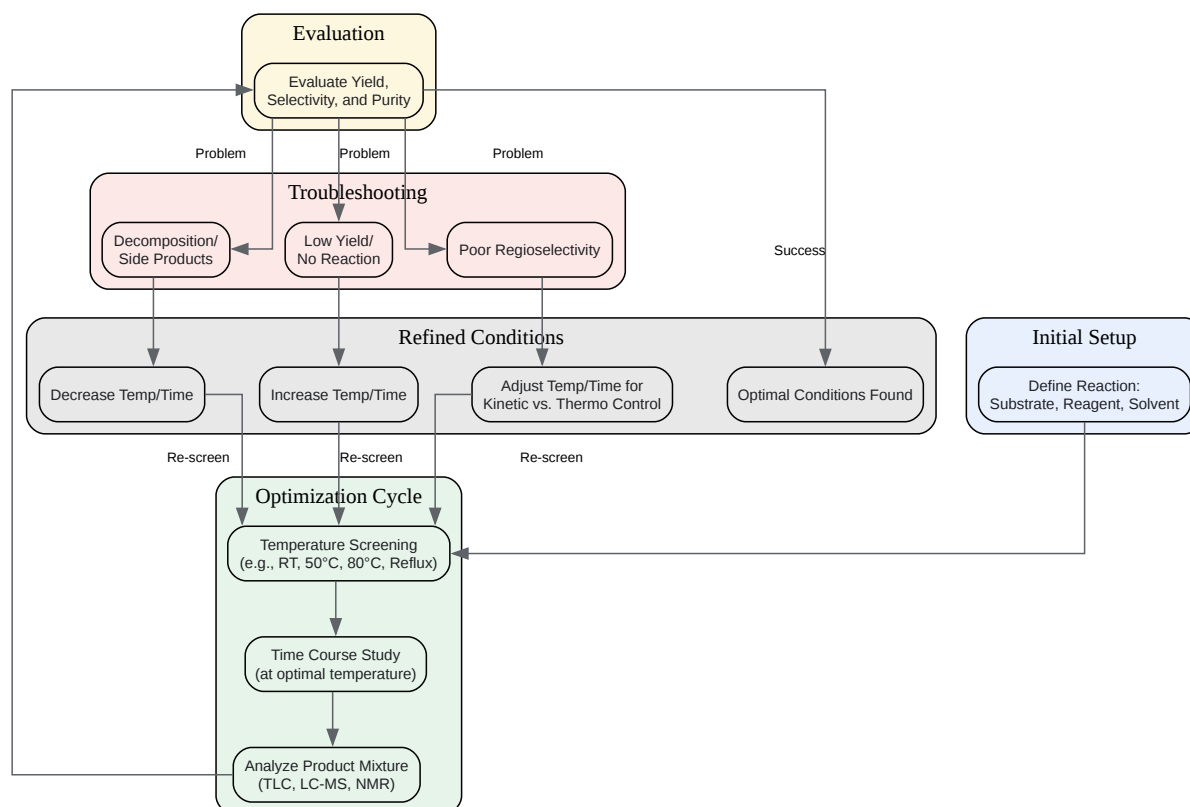 Evaluation
Evaluate Yield,
Selectivity, and Purity
Problem
Problem
Problem
Troubleshooting
Decomposition/
Side Products
Low Yield/
No Reaction
Poor Regioselectivity
Success
Refined Conditions
Decrease Temp/Time
Increase Temp/Time
Adjust Temp/Time for
Kinetic vs. Thermo Control
Optimal Conditions Found
Initial Setup
Define Reaction:
Substrate, Reagent, Solvent
Re-screen
Re-screen
Re-screen
Optimization Cycle
Temperature Screening
(e.g., RT, 50°C, 80°C, Reflux)
Time Course Study
(at optimal temperature)
Analyze Product Mixture
(TLC, LC-MS, NMR)